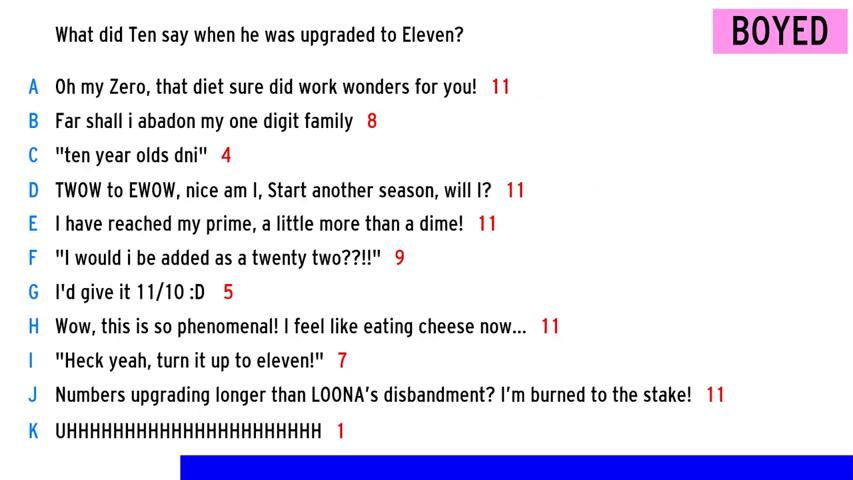 What did Ten say when he was upgraded to Eleven?
BOYED
A Oh my Zero, that diet sure did work wonders for you! 11
B Far shall i abadon my one digit family 8
C "ten year olds dni" 4
D TWOW to EWOW, nice am I, Start another season, will I? 11
E I have reached my prime, a little more than a dime! 11
F "I would i be added as a twenty two??!!" 9
G I'd give it 11/10 :D 5
H Wow, this is so phenomenal! I feel like eating cheese now... 11
I "Heck yeah, turn it up to eleven!" 7
J Numbers upgrading longer than LOONA's disbandment? I'm burned to the stake! 11
K UHHHHHHHHHHHHHHHHHHHHHH 1